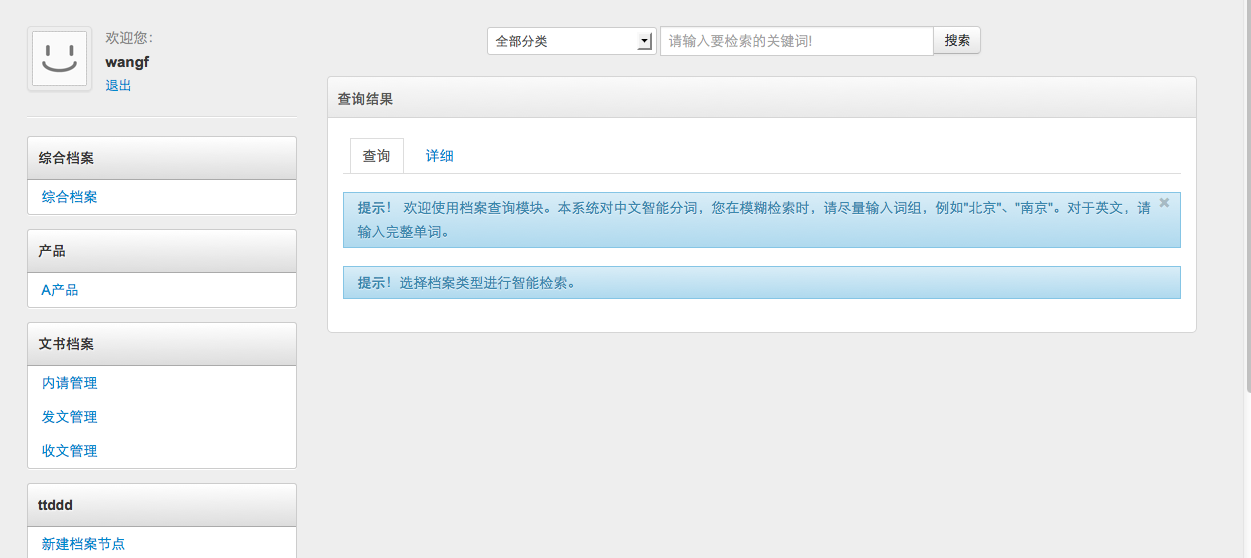 欢迎您:
wangf
退出
全部分类
请输入要检索的关键词!
搜索
综合档案
综合档案
产品
A产品
文书档案
内请管理
发文管理
收文管理
ttddd
新建档案节点
查询结果
查询
详细
提示! 欢迎使用档案查询模块。本系统对中文智能分词，您在模糊检索时，请尽量输入词组，例如"北京"、"南京"。对于英文，请
输入完整单词。
×
提示! 选择档案类型进行智能检索。